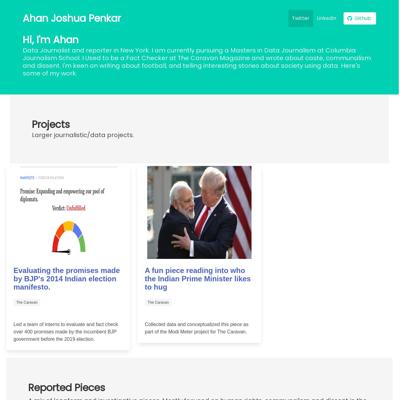 Ahan Joshua Penkar
Twitter
LinkedIn
Github
Hi, I'm Ahan
Data Journalist and reporter in New York. I am currently pursuing a Masters in Data Journalism at Columbia
Journalism School. I Used to be a Fact Checker at The Caravan Magazine and wrote about caste, communalism
and dissent. I'm keen on writing about football, and telling interesting stories about society using data. Here's
some of my work.
Projects
Larger journalistic/data projects.
Promise: Expanding and empowering our pool of
diplomats.
Verdict: Unfulfilled
Evaluating the promises made
by BJP's 2014 Indian election
manifesto.
The Caravan
Led a team of interns to evaluate and fact check
over 400 promises made by the incumbent BJP
government before the 2019 election.
A fun piece reading into who
the Indian Prime Minister likes
to hug
The Caravan
Collected data and conceptualized this piece as
part of the Modi Meter project for The Caravan.
Reported Pieces